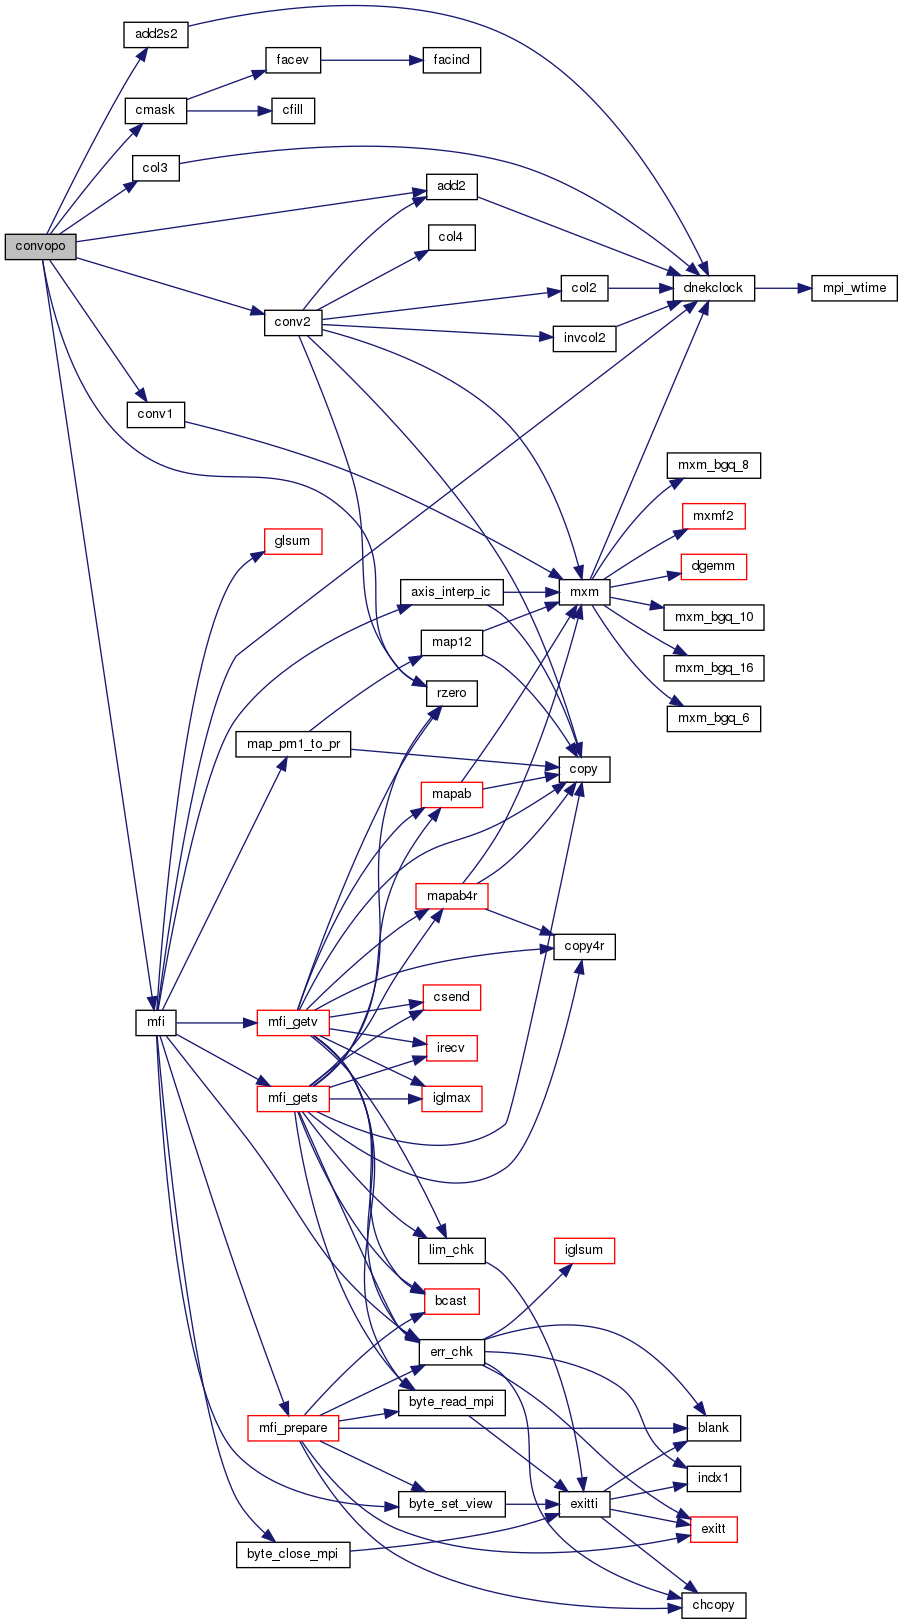 add2s2
facev
facind
cmask
cfill
col3
add2
convopo
col4
col2
dnekclock
mpi_wtime
conv2
invcol2
conv1
mxm_bgq_8
mxmf2
glsum
dgemm
axis_interp_ic
mxm
mxm_bgq_10
map12
mxm_bgq_16
rzero
mxm_bgq_6
map_pm1_to_pr
copy
mapab
mapab4r
copy4r
csend
mfi
mfi_getv
irecv
mfi_gets
iglmax
lim_chk
iglsum
bcast
err_chk
byte_read_mpi
mfi_prepare
blank
indx1
byte_set_view
exitti
exitt
byte_close_mpi
chcopy